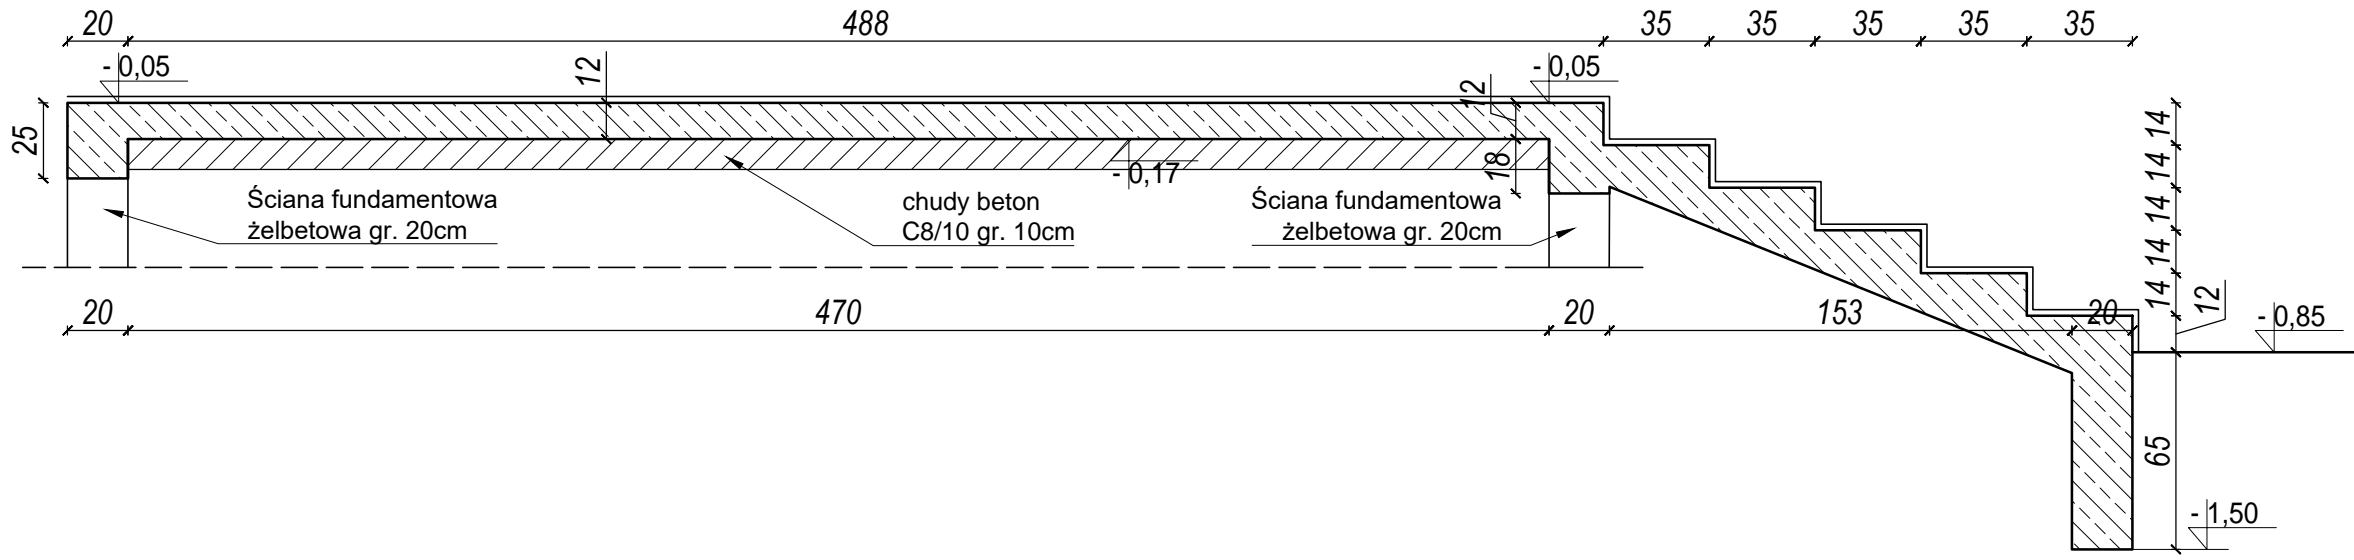 20 488 35 35 35 35 35
- 0,05 12 - 0,05
12
25
14
14
14
14
14
12
18
- 0,17
Ściana fundamentowa
żelbetowa gr. 20cm
chudy beton
C8/10 gr. 10cm
Ściana fundamentowa
żelbetowa gr. 20cm
20 470 20 153 20
- 0,85
65
- 1,50